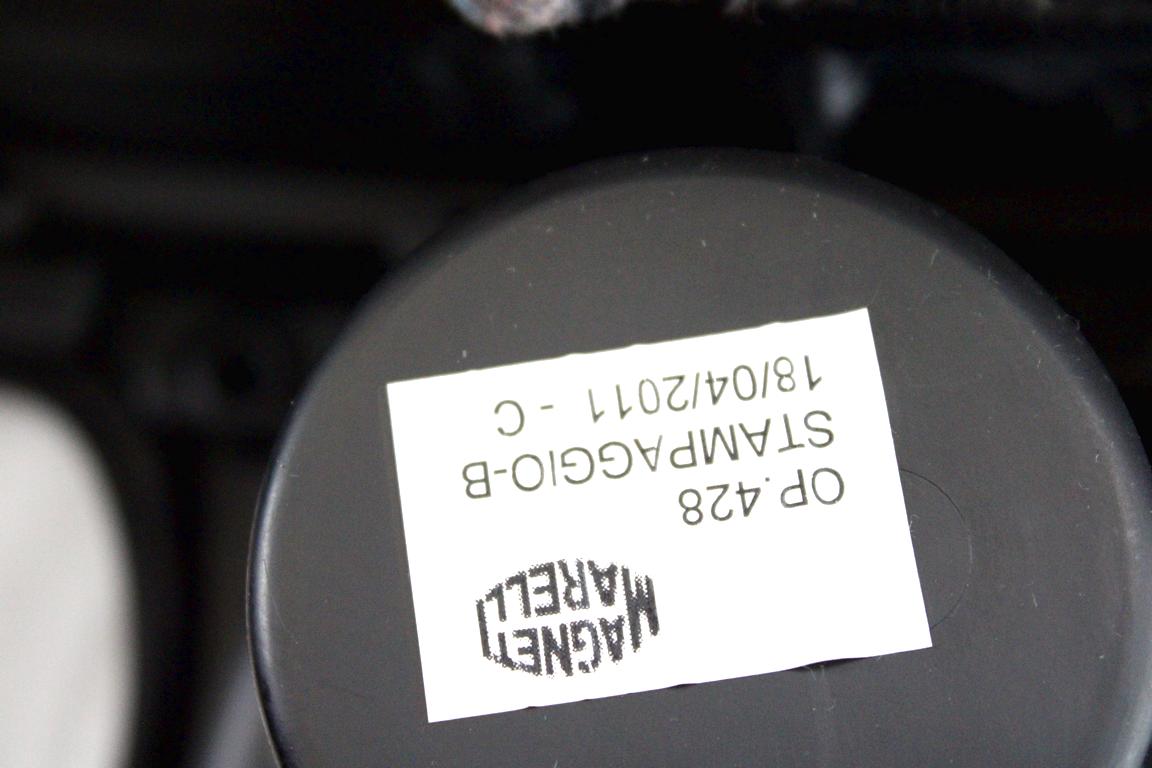 MAGNETI
MARELLI
OP.428
STAMPAGGIO-B
18/04/2011 - C